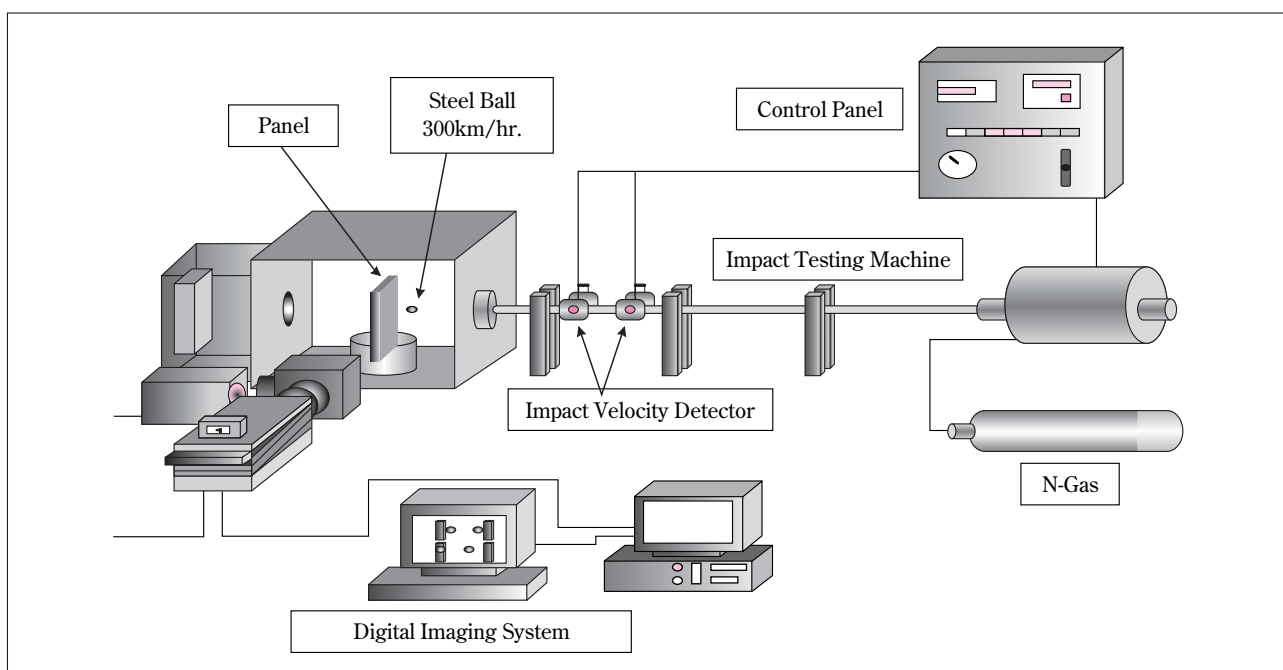 Steel Ball
300km/hr.
Panel
Control Panel
Impact Testing Machine
Impact Velocity Detector
N-Gas
Digital Imaging System